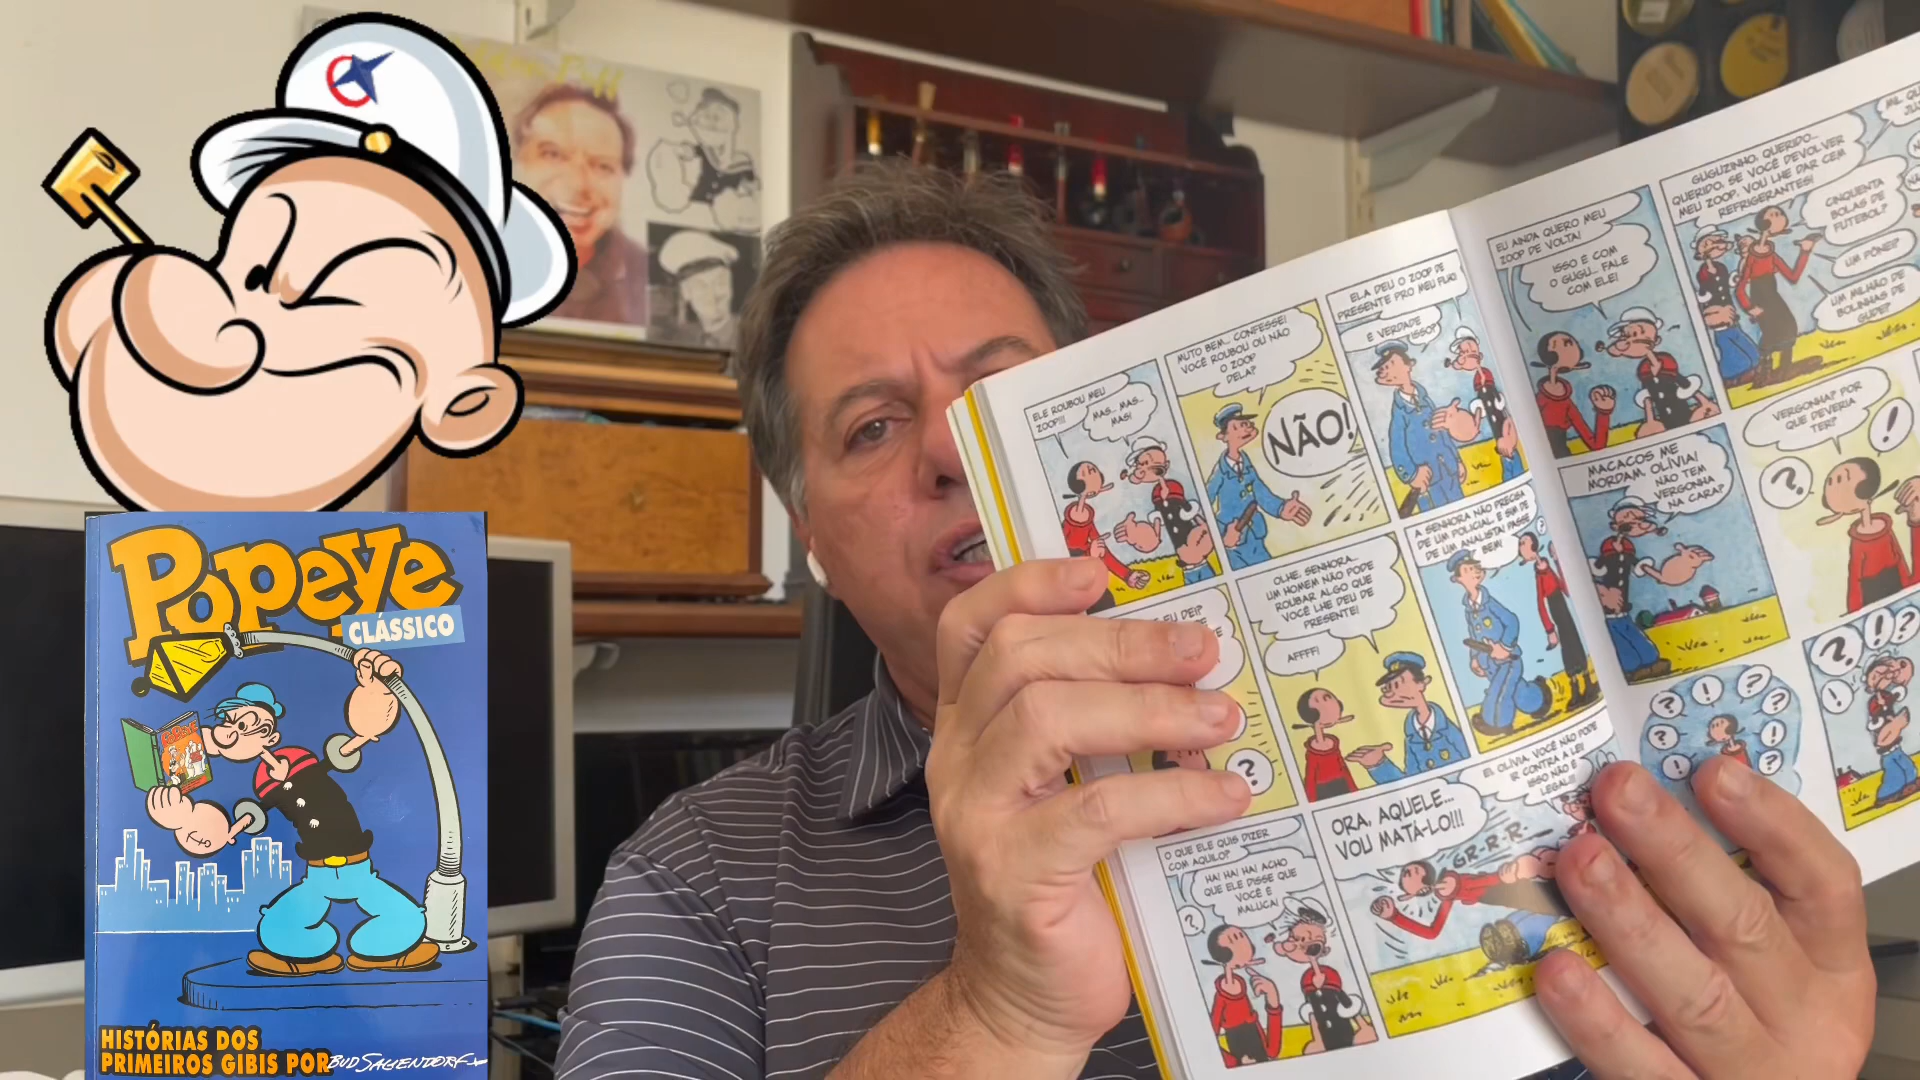 POPEYE
CLÁSSICO
HISTÓRIAS DOS
PRIMEIROS GIBIS POR
BUD SAGENDORF
ELE ROUBOU MEU
ZOOP!!!
MAS... MAS...
MAS!
MUTO BEM... CONFESSE!
VOCÊ ROUBOU OU NÃO
O ZOOP
DELA?
NÃO!
ELA DEU O ZOOP DE
PRESENTE PRO MEU FILHO!
É VERDADE
ISSO?
EU DEI?
?
OLHE, SENHORA...
UM HOMEM NÃO PODE
ROUBAR ALGO QUE
VOCÊ LHE DEU DE
PRESENTE!
AFFFF!
A SENHORA NÃO PRECISA
DE UM POLICIAL, E SIM DE
DE UM ANALISTA! PASSE
BEM!
?
O QUE ELE QUIS DIZER
COM AQUILO?
HA! HA! HA! ACHO
QUE ELE DISSE QUE
VOCÊ É
MALUCA!
?
ORA, AQUELE...
VOU MATÁ-LO!!!
GR-R-R-
EI, OLÍVIA, VOCÊ NÃO PODE
IR CONTRA A LEI!
ISSO NÃO É
LEGAL!!!
EU AINDA QUERO MEU
ZOOP DE VOLTA!
ISSO É COM
O GUGU... FALE
COM ELE!
GUGUZINHO, QUERIDO...
QUERIDO, SE VOCÊ DEVOLVER
MEU ZOOP, VOU LHE DAR CEM
REFRIGERANTES!
CINQUENTA
BOLAS DE
FUTEBOL?
UM PÔNEI?
UM MILHÃO DE
BOLINHAS DE
GUDE?
MACACOS ME
MORDAM, OLÍVIA!
NÃO TEM
VERGONHA
NA CARA?
VERGONHA? POR
QUE DEVERIA
TER?
?
!
! ? ? ? ! ! ?
? ! ?
!